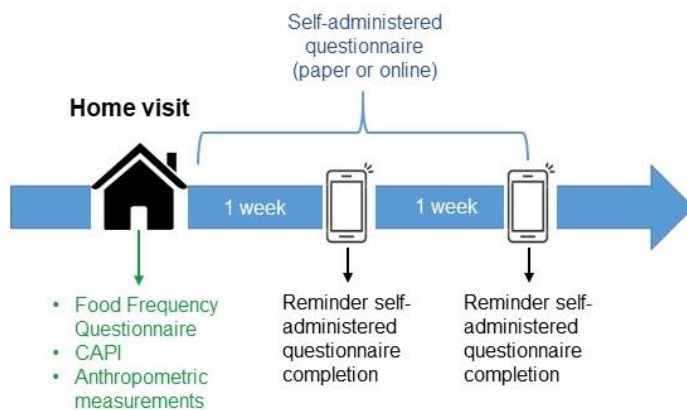 Self-administered
questionnaire
(paper or online)
Home visit
1 week
1 week
• Food Frequency
Questionnaire
• CAPI
• Anthropometric
measurements
Reminder self-
administered
questionnaire
completion
Reminder self-
administered
questionnaire
completion